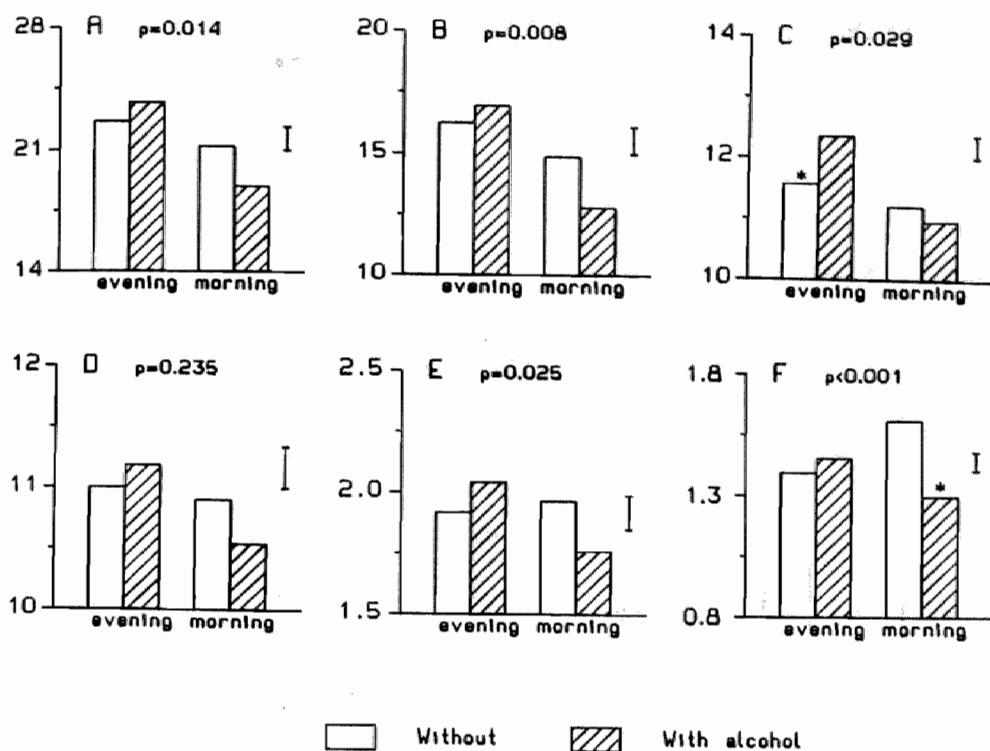 A p=0.014
28
21
14
evening morning
B p=0.008
20
15
10
evening morning
C p=0.029
14
12
10
*
evening morning
D p=0.235
12
11
10
evening morning
E p=0.025
2.5
2.0
1.5
evening morning
F p<0.001
1.8
1.3
0.8
*
evening morning
Without With alcohol